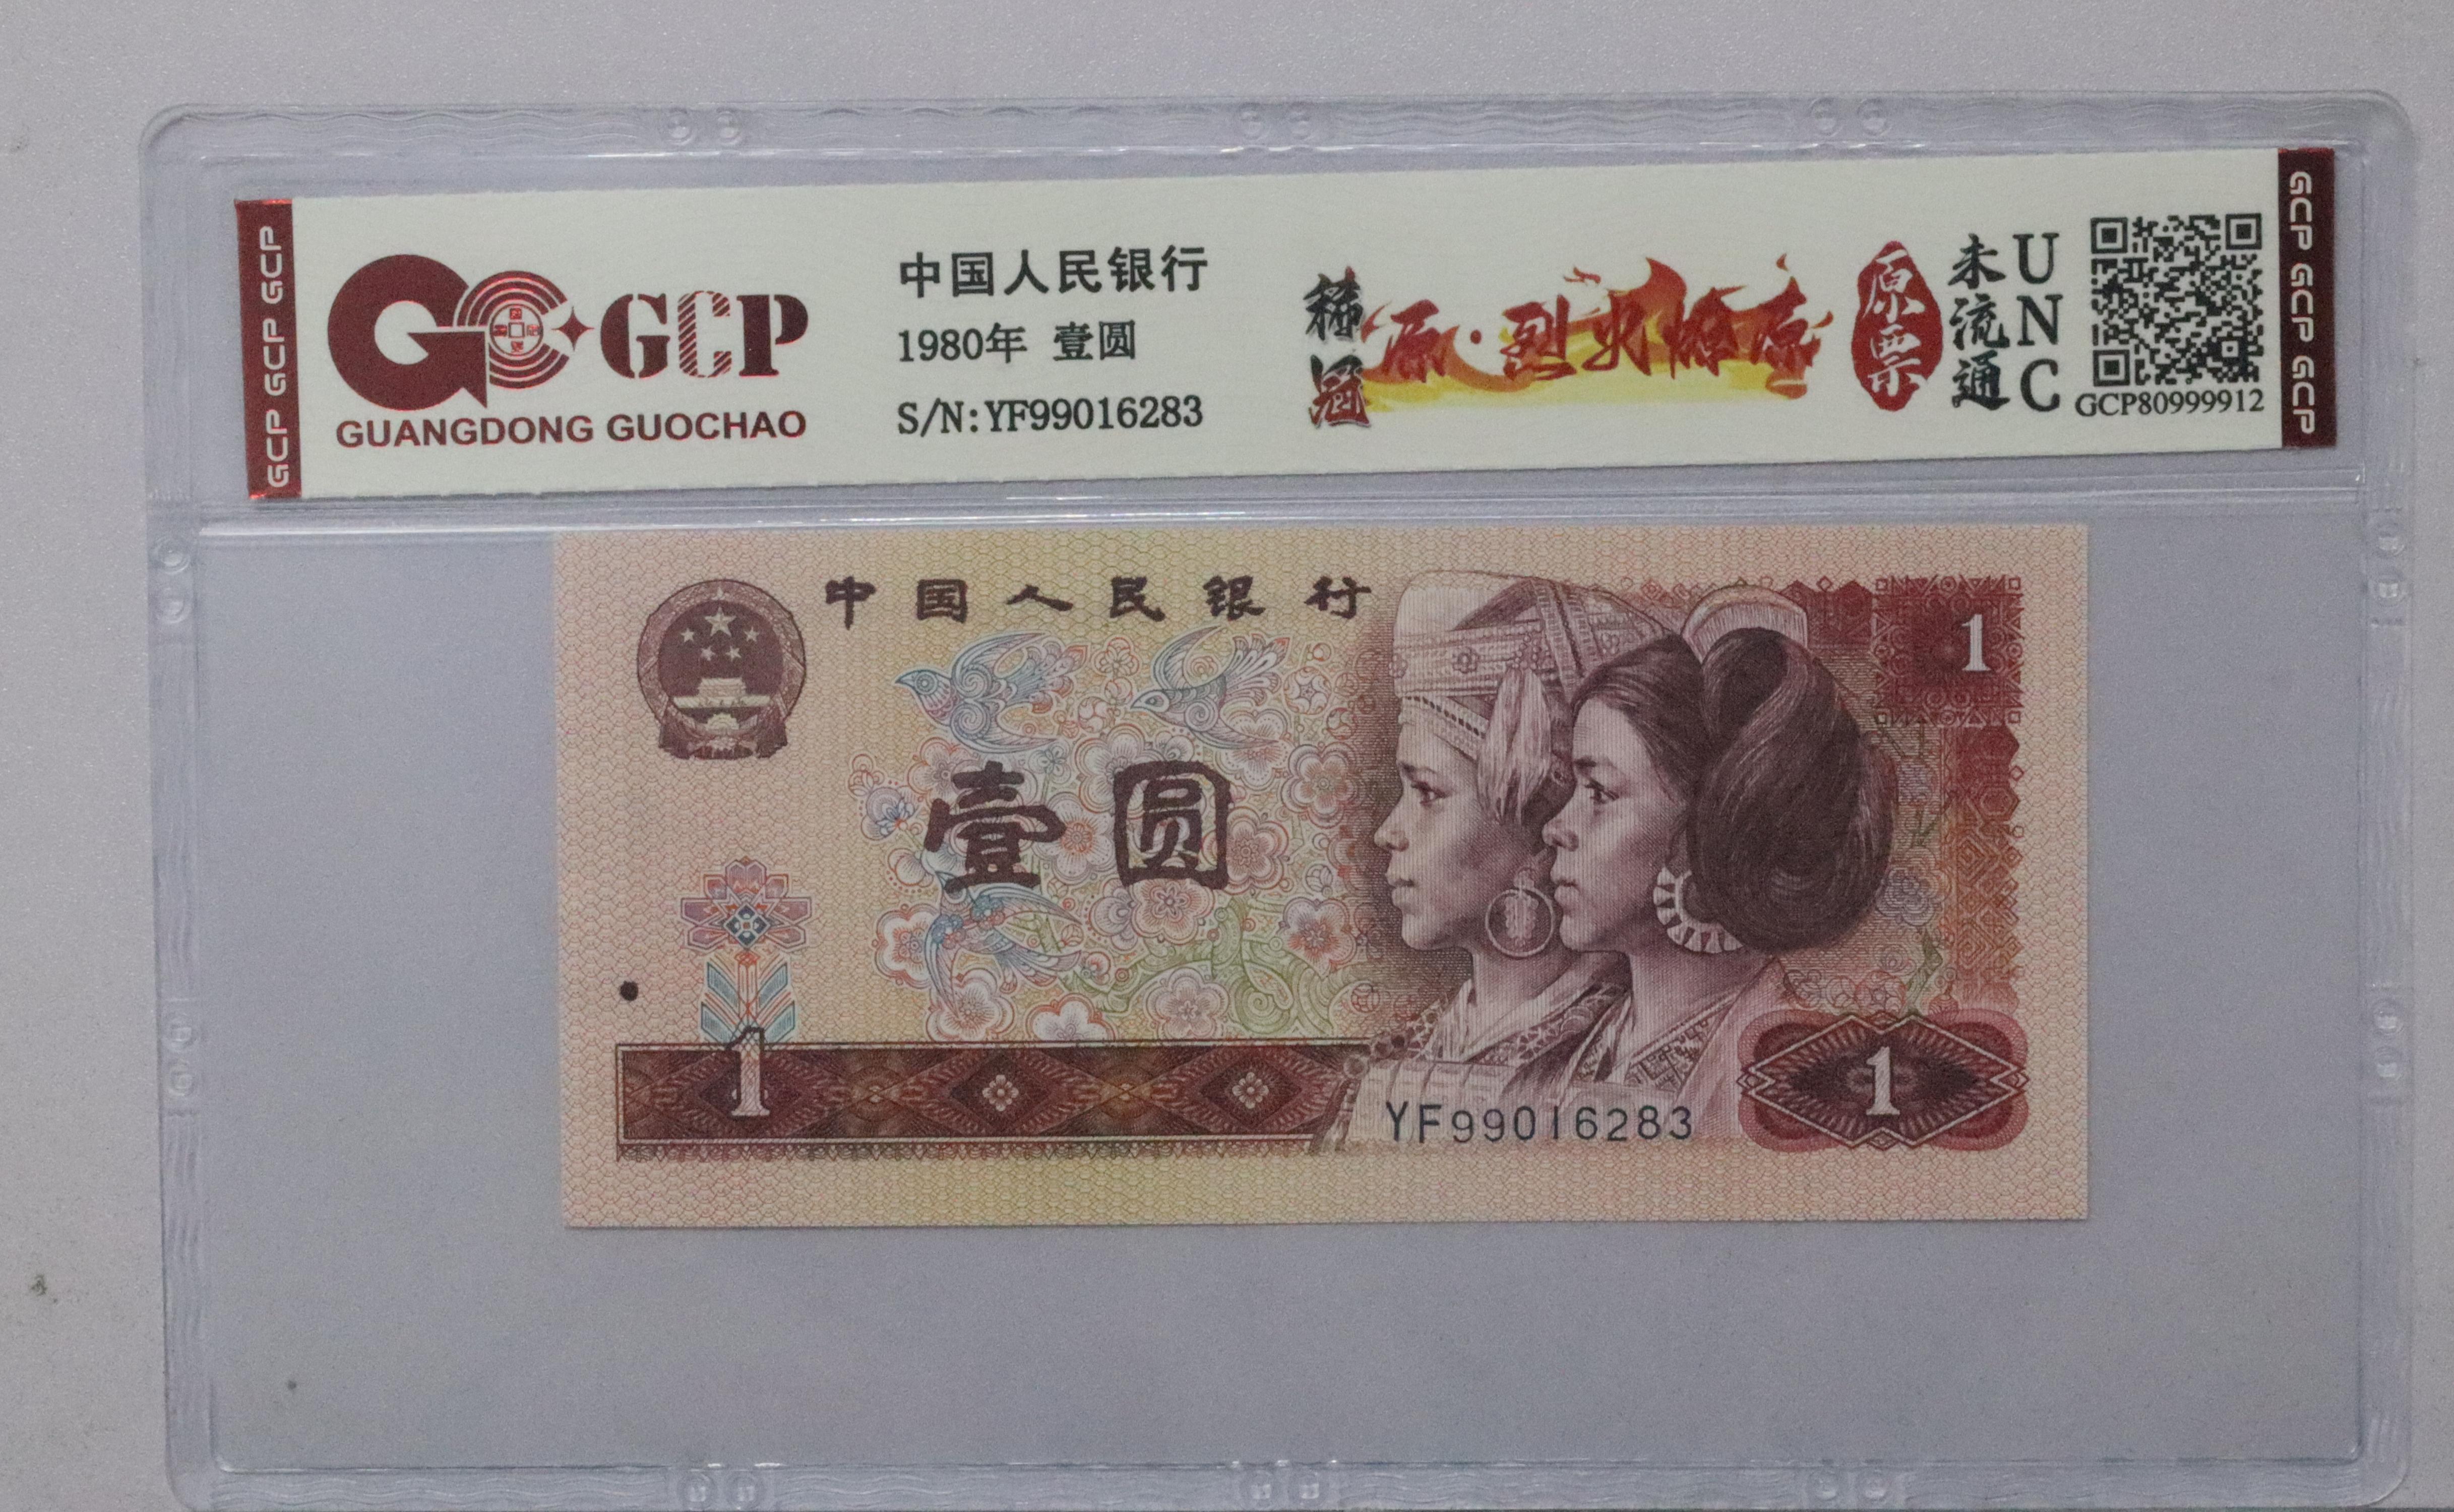 GCP GCP GCP
GCP
GUANGDONG GUOCHAO
中国人民银行
1980年 壹圆
S/N:YF99016283
稀冠
原·烈火燎原
原票
未流通
UNC
GCP80999912
GCP GCP GCP
中国人民银行
1
壹圆
1
YF99016283
1